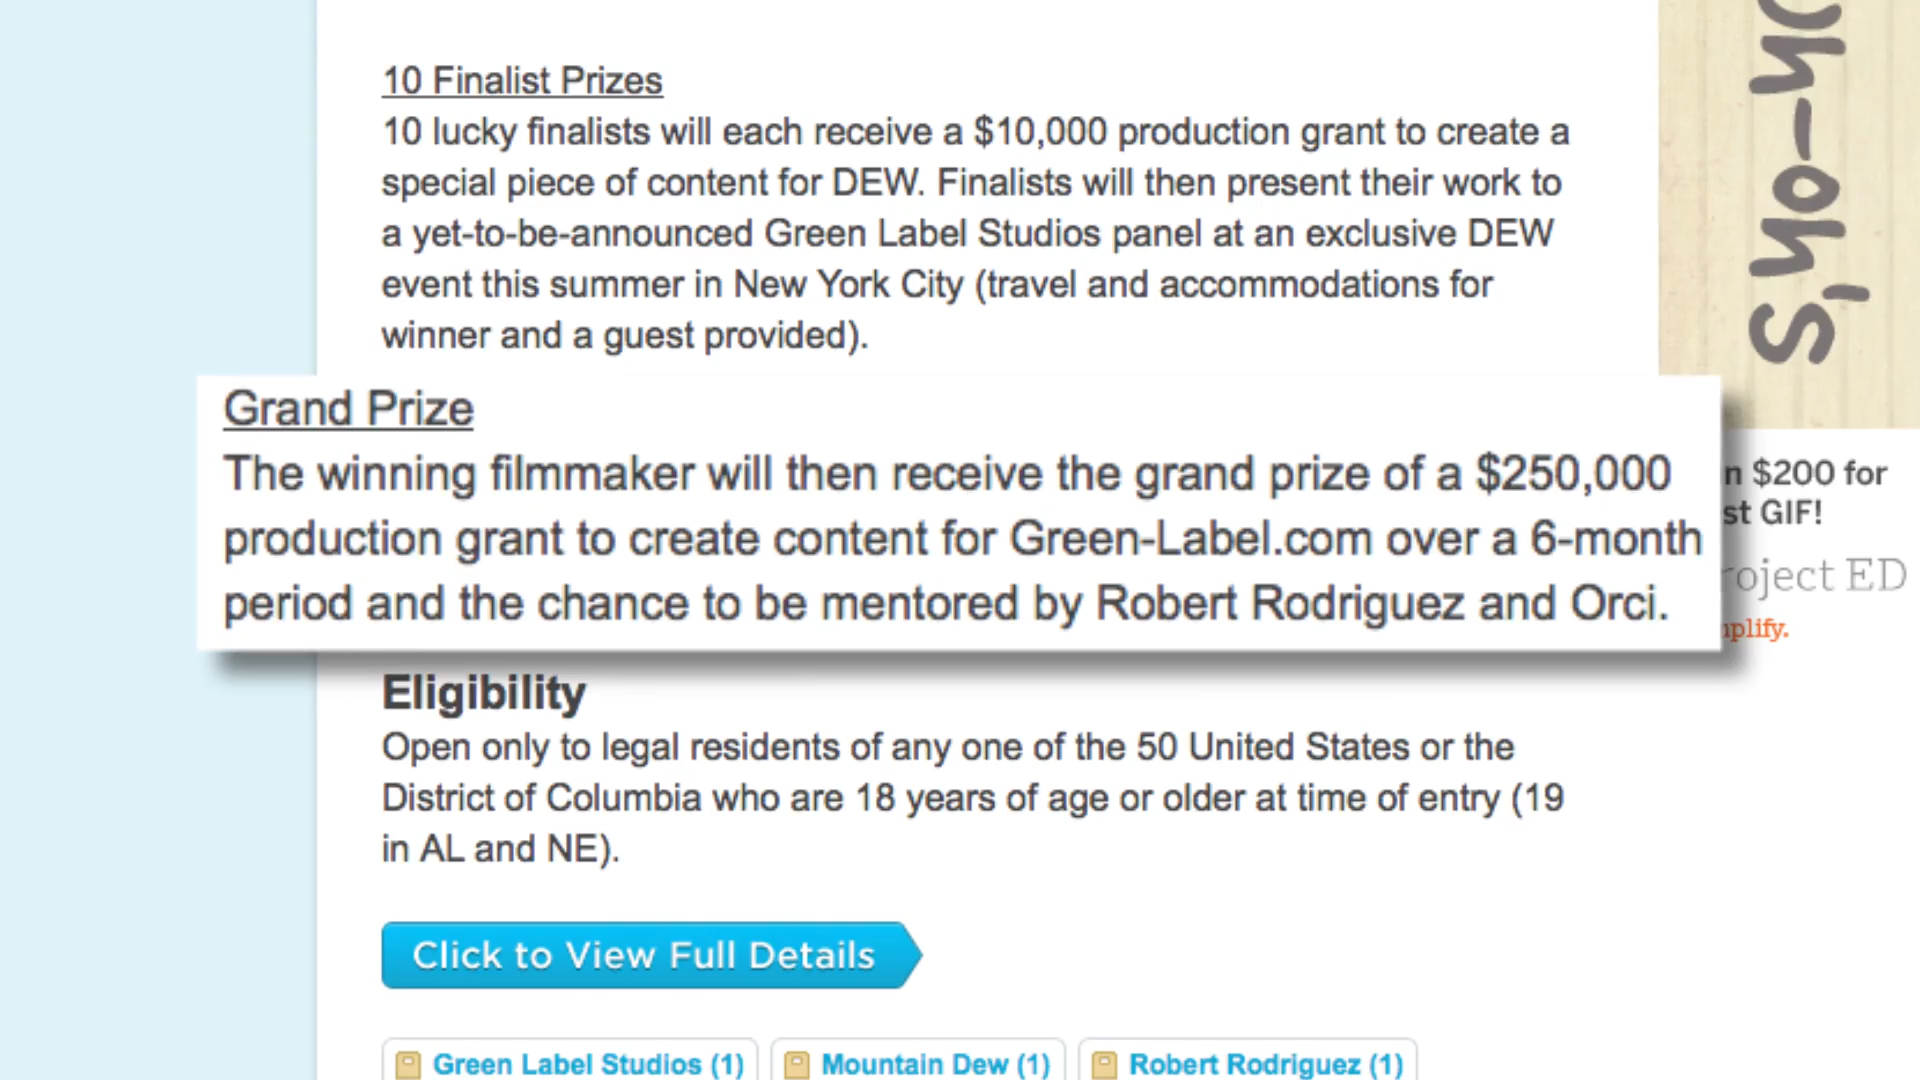 10 Finalist Prizes
10 lucky finalists will each receive a $10,000 production grant to create a
special piece of content for DEW. Finalists will then present their work to
a yet-to-be-announced Green Label Studios panel at an exclusive DEW
event this summer in New York City (travel and accommodations for
winner and a guest provided).
Grand Prize
The winning filmmaker will then receive the grand prize of a $250,000
production grant to create content for Green-Label.com over a 6-month
period and the chance to be mentored by Robert Rodriguez and Orci.
Eligibility
Open only to legal residents of any one of the 50 United States or the
District of Columbia who are 18 years of age or older at time of entry (19
in AL and NE).
Click to View Full Details
Green Label Studios (1)
Mountain Dew (1)
Robert Rodriguez (1)
$200 for
GIF!
ED